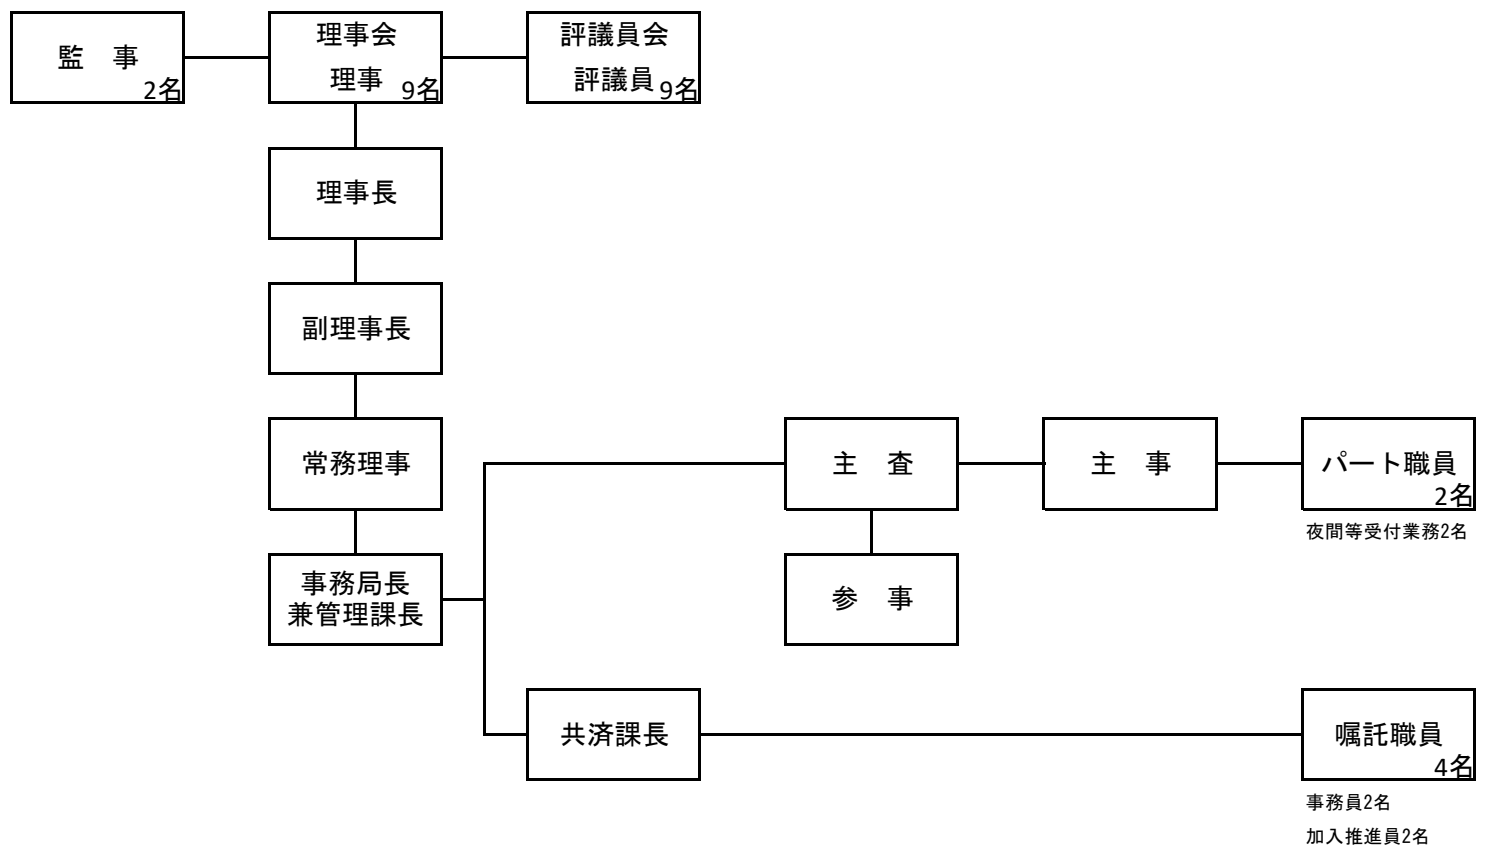 監　事
2名
理事会
理事
9名
評議員会
評議員
9名
理事長
副理事長
常務理事
主　査
主　事
パート職員
2名
夜間等受付業務2名
事務局長
兼管理課長
参　事
共済課長
嘱託職員
4名
事務員2名
加入推進員2名